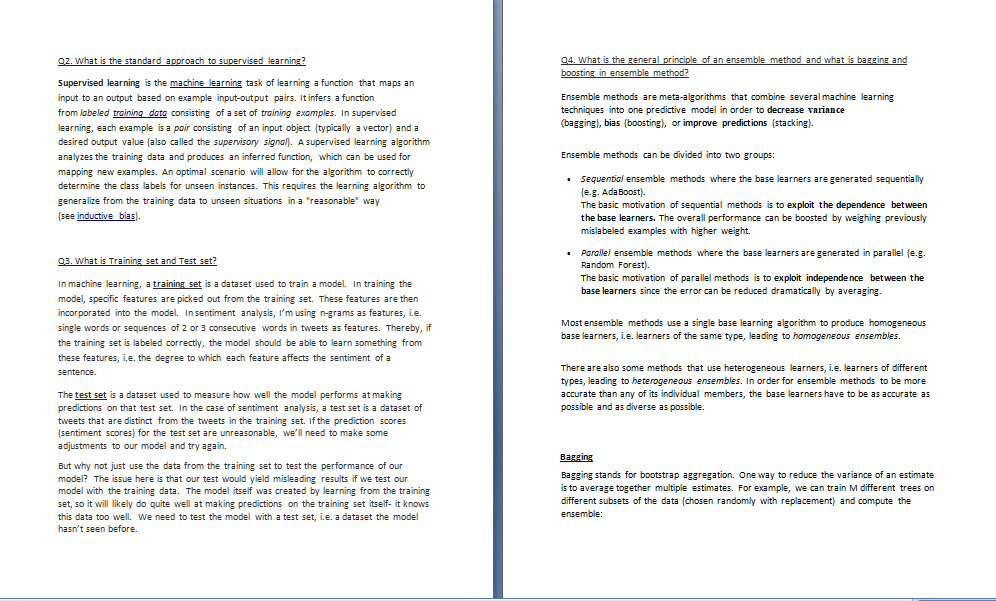 Q2. What is the standard approach to supervised learning?
Supervised learning is the machine learning task of learning a function that maps an
input to an output based on example input-output pairs. It infers a function
from labeled training data consisting of a set of training examples. In supervised
learning, each example is a pair consisting of an input object (typically a vector) and a
desired output value (also called the supervisory signal). A supervised learning algorithm
analyzes the training data and produces an inferred function, which can be used for
mapping new examples. An optimal scenario will allow for the algorithm to correctly
determine the class labels for unseen instances. This requires the learning algorithm to
generalize from the training data to unseen situations in a "reasonable" way
(see inductive bias).
Q3. What is Training set and Test set?
In machine learning, a training set is a dataset used to train a model. In training the
model, specific features are picked out from the training set. These features are then
incorporated into the model. In sentiment analysis, I'm using n-grams as features, i.e.
single words or sequences of 2 or 3 consecutive words in tweets as features. Thereby, if
the training set is labeled correctly, the model should be able to learn something from
these features, i.e. the degree to which each feature affects the sentiment of a
sentence.
The test set is a dataset used to measure how well the model performs at making
predictions on that test set. In the case of sentiment analysis, a test set is a dataset of
tweets that are distinct from the tweets in the training set. If the prediction scores
(sentiment scores) for the test set are unreasonable, we'll need to make some
adjustments to our model and try again.
But why not just use the data from the training set to test the performance of our
model? The issue here is that our test would yield misleading results if we test our
model with the training data. The model itself was created by learning from the training
set, so it will likely do quite well at making predictions on the training set itself- it knows
this data too well. We need to test the model with a test set, i.e. a dataset the model
hasn't seen before.
Q4. What is the general principle of an ensemble method and what is bagging and
boosting in ensemble method?
Ensemble methods are meta-algorithms that combine several machine learning
techniques into one predictive model in order to decrease variance
(bagging), bias (boosting), or improve predictions (stacking).
Ensemble methods can be divided into two groups:
• Sequential ensemble methods where the base learners are generated sequentially
(e.g. AdaBoost).
The basic motivation of sequential methods is to exploit the dependence between
the base learners. The overall performance can be boosted by weighing previously
mislabeled examples with higher weight.
• Parallel ensemble methods where the base learners are generated in parallel (e.g.
Random Forest).
The basic motivation of parallel methods is to exploit independence between the
base learners since the error can be reduced dramatically by averaging.
Most ensemble methods use a single base learning algorithm to produce homogeneous
base learners, i.e. learners of the same type, leading to homogeneous ensembles.
There are also some methods that use heterogeneous learners, i.e. learners of different
types, leading to heterogeneous ensembles. In order for ensemble methods to be more
accurate than any of its individual members, the base learners have to be as accurate as
possible and as diverse as possible.
Bagging
Bagging stands for bootstrap aggregation. One way to reduce the variance of an estimate
is to average together multiple estimates. For example, we can train M different trees on
different subsets of the data (chosen randomly with replacement) and compute the
ensemble: